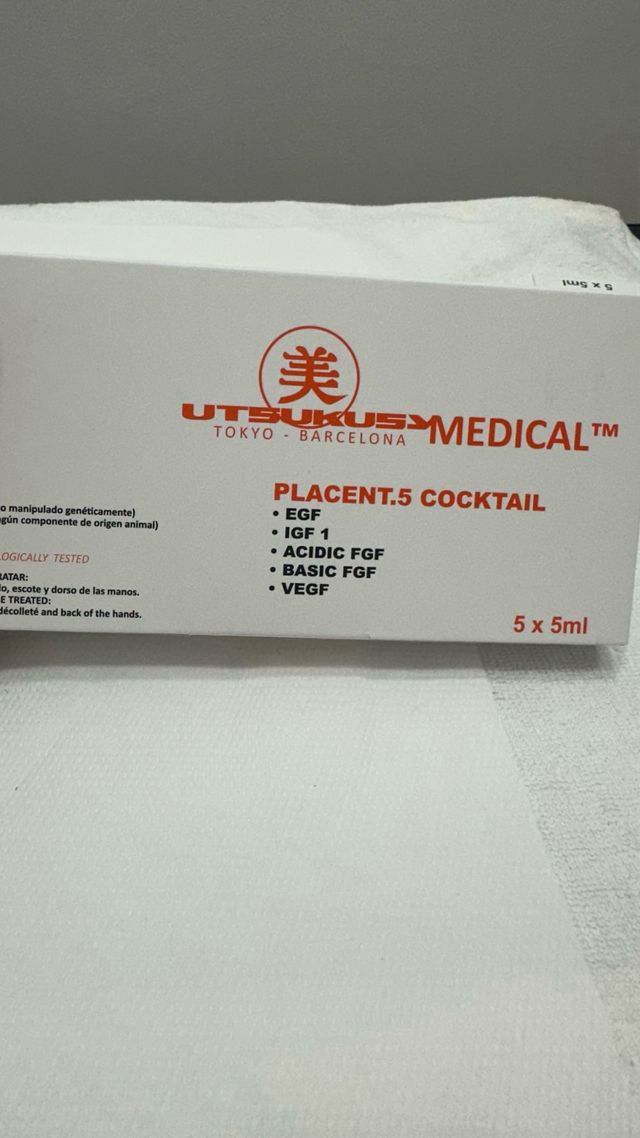 5 x 5ml
美
UTSUKUSY MEDICAL™
TOKYO - BARCELONA
PLACENT.5 COCKTAIL
• EGF
• IGF 1
• ACIDIC FGF
• BASIC FGF
• VEGF
o manipulado genéticamente)
gún componente de origen animal)
OGICALLY TESTED
RATAR:
lo, escote y dorso de las manos.
E TREATED:
décolleté and back of the hands.
5 x 5ml